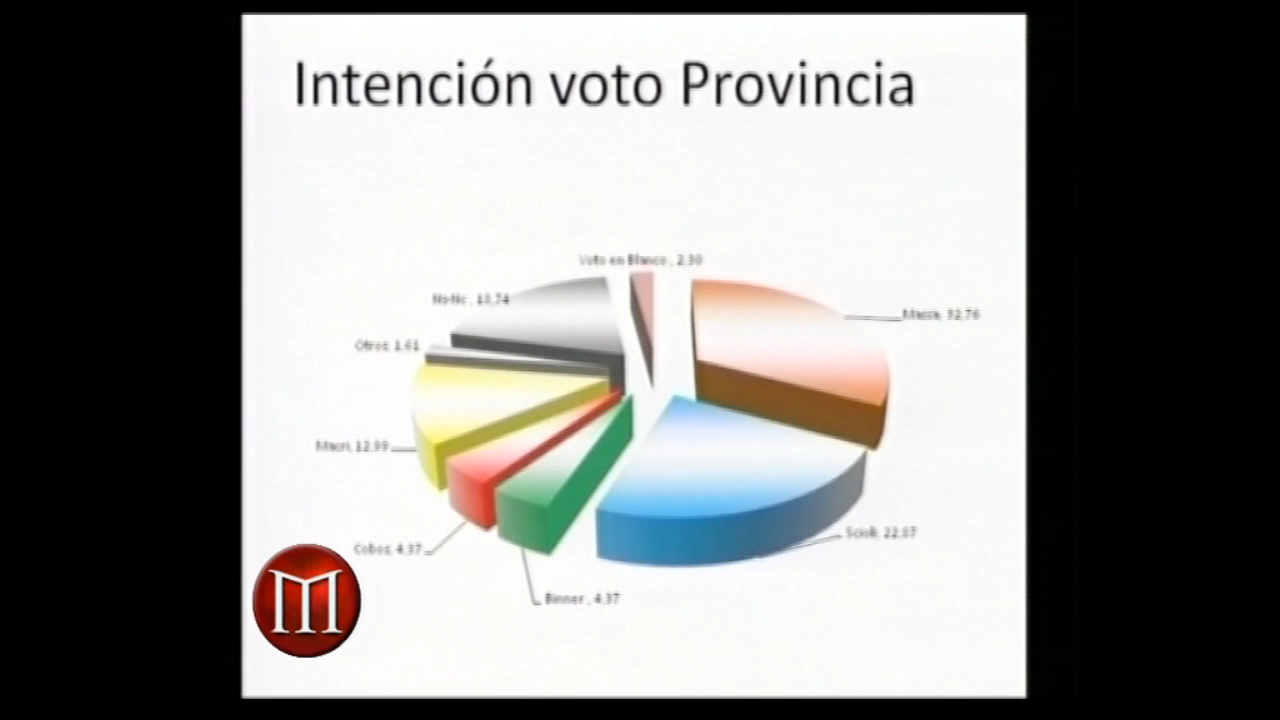 Intención voto Provincia
Voto en Blanco , 2,30
Ns-Nc , 10,74
Massa, 32,76
Otros, 1,61
Macri, 12,99
Scioli, 22,07
Cobos, 4,37
Binner , 4,37
M